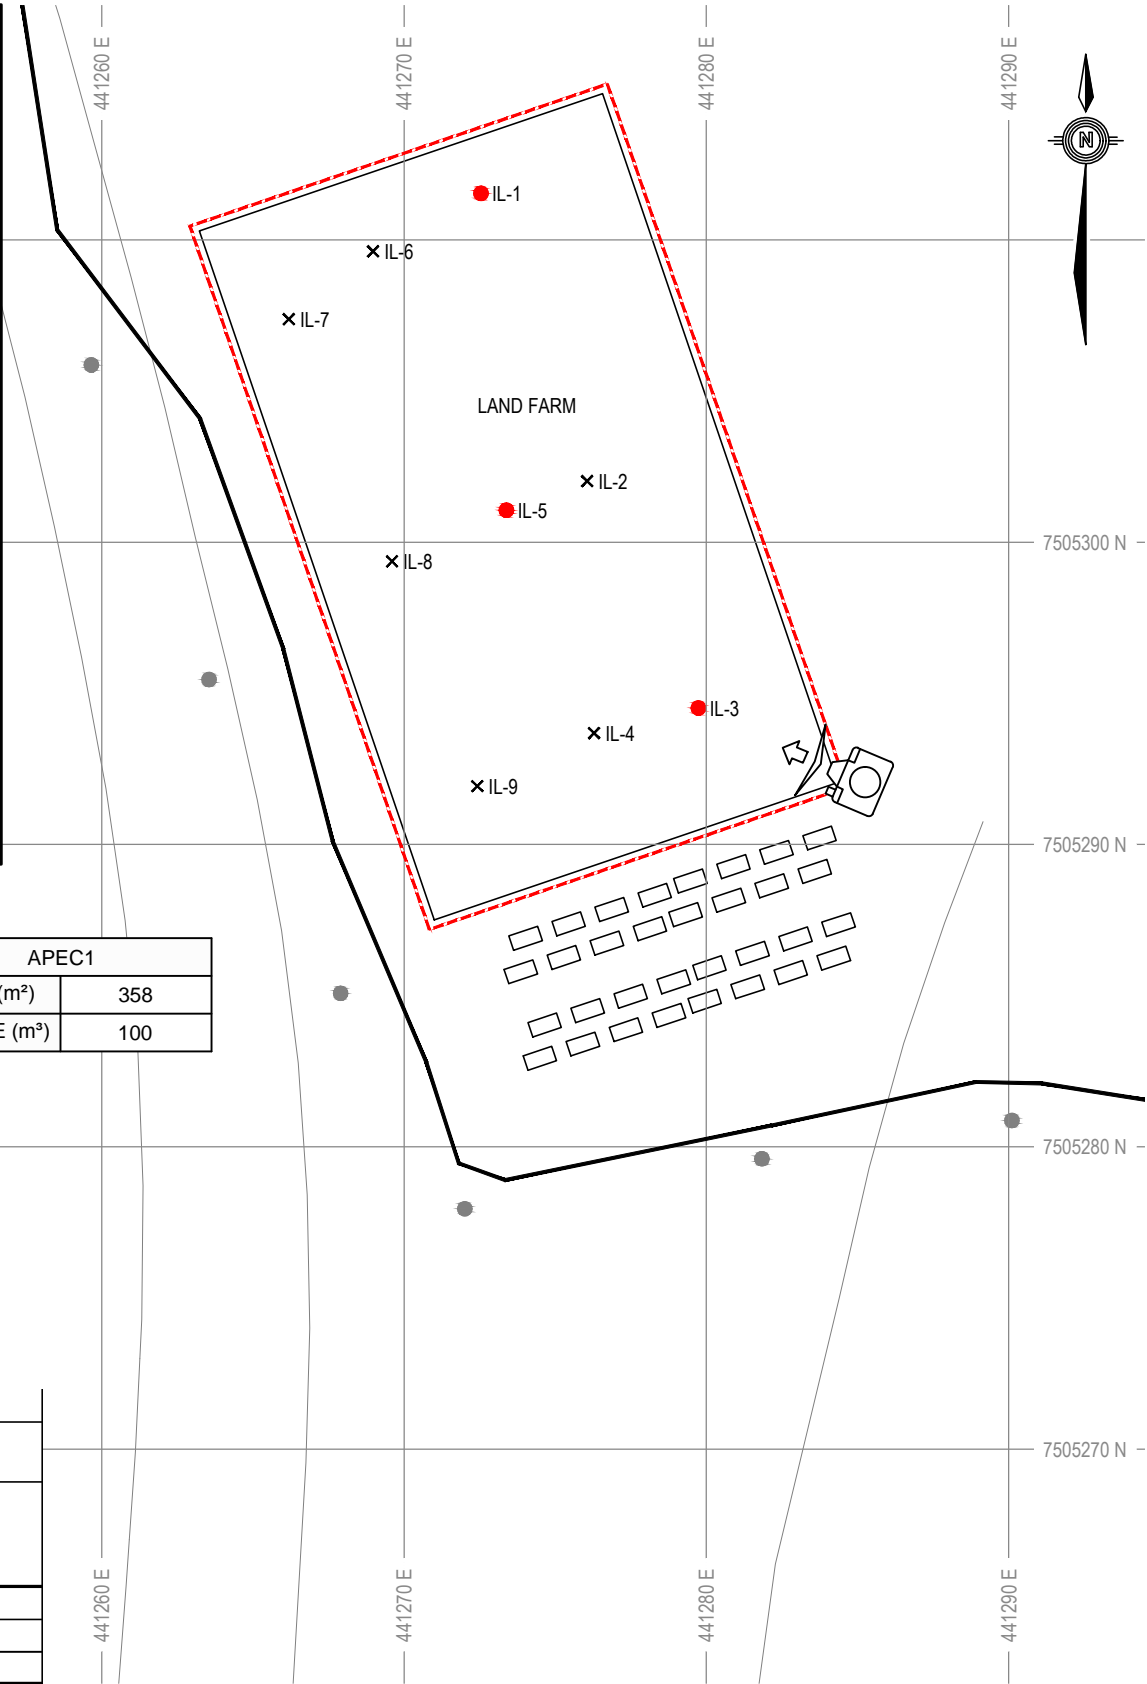 441260 E
441270 E
441280 E
441290 E
N
IL-1
IL-6
IL-7
LAND FARM
IL-2
IL-5
7505300 N
IL-8
IL-3
IL-4
IL-9
7505290 N
APEC1
(m²) 358
E (m³) 100
7505280 N
7505270 N
441260 E
441270 E
441280 E
441290 E